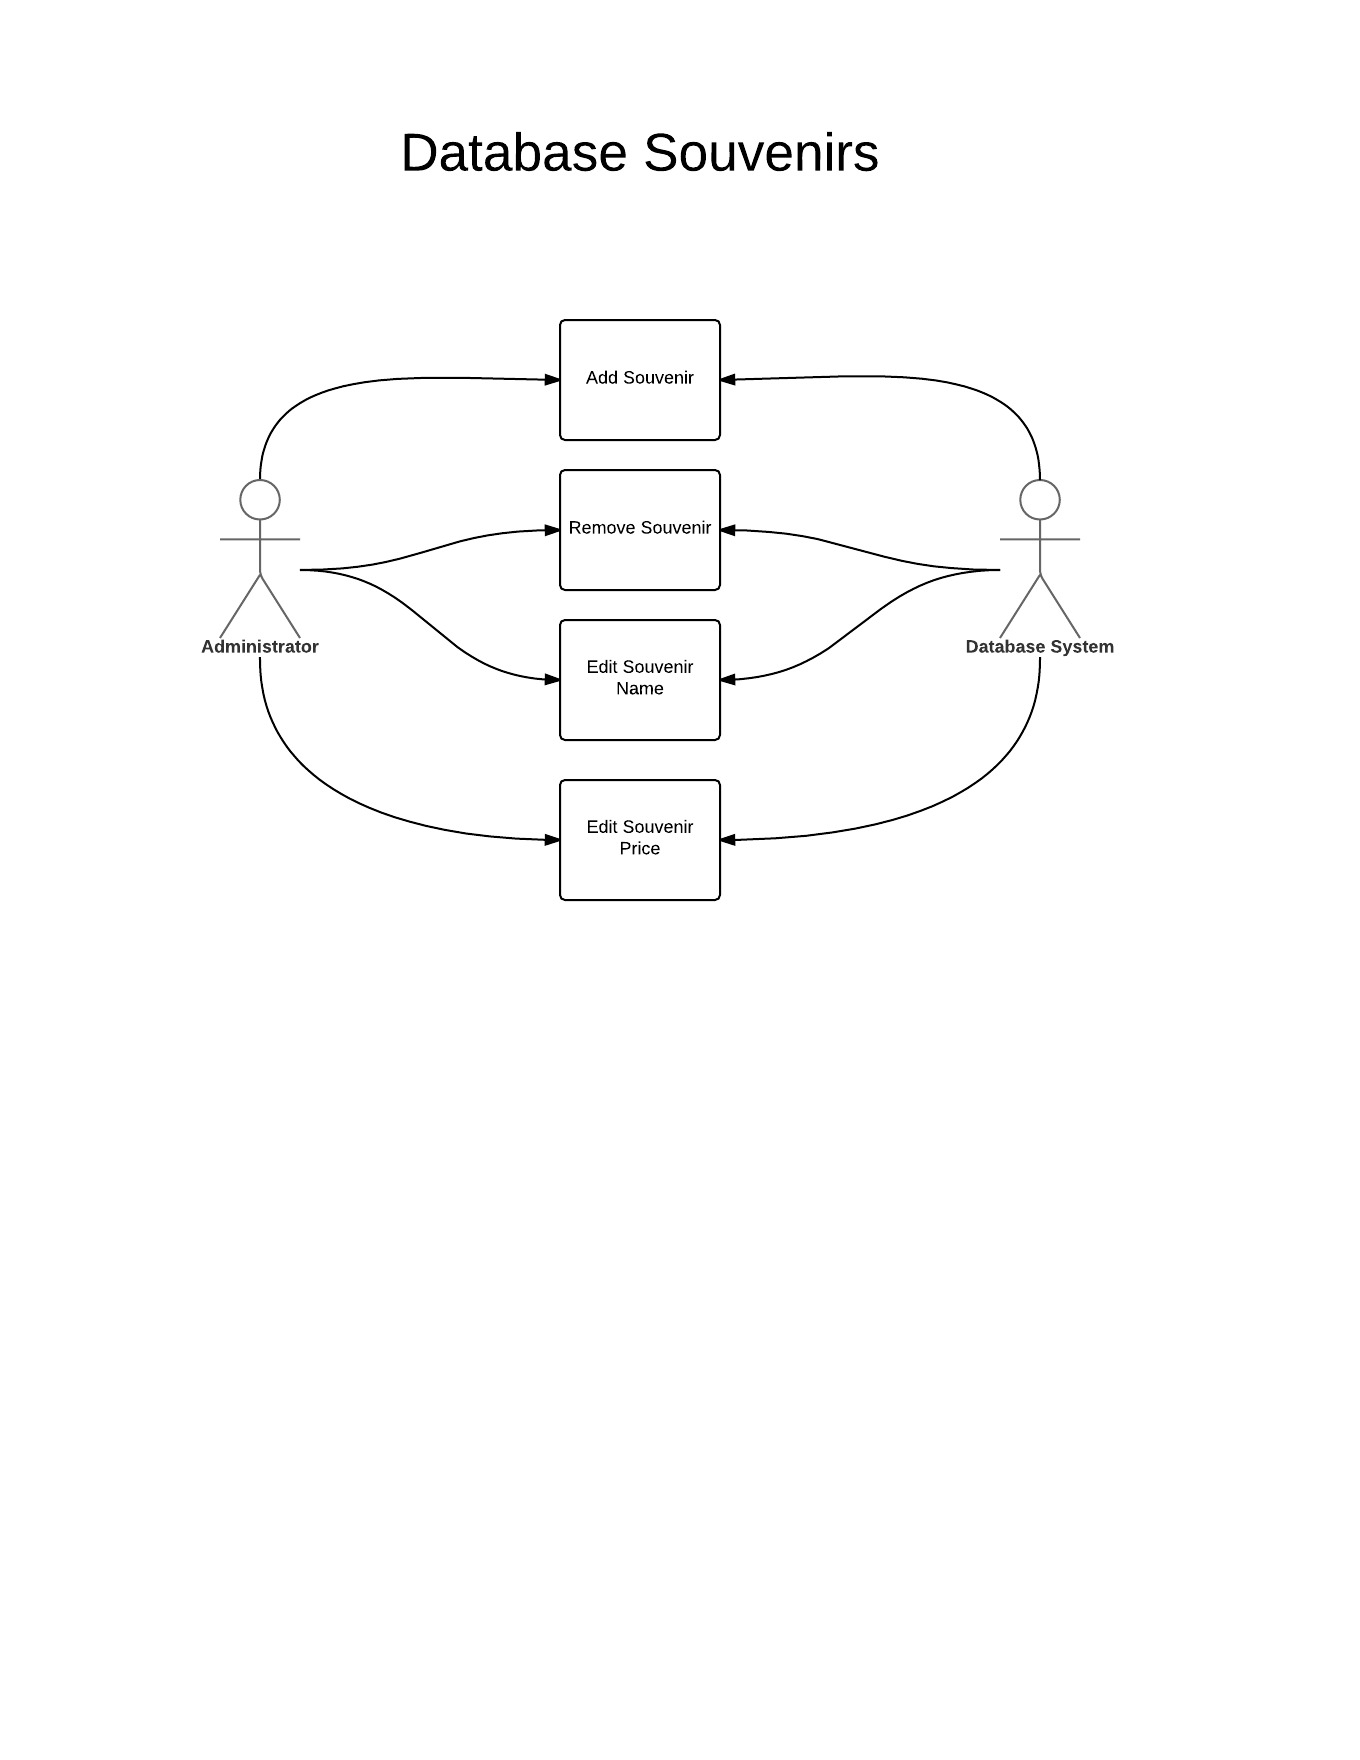 Database Souvenirs
Add Souvenir
Remove Souvenir
Administrator
Database System
Edit Souvenir
Name
Edit Souvenir
Price